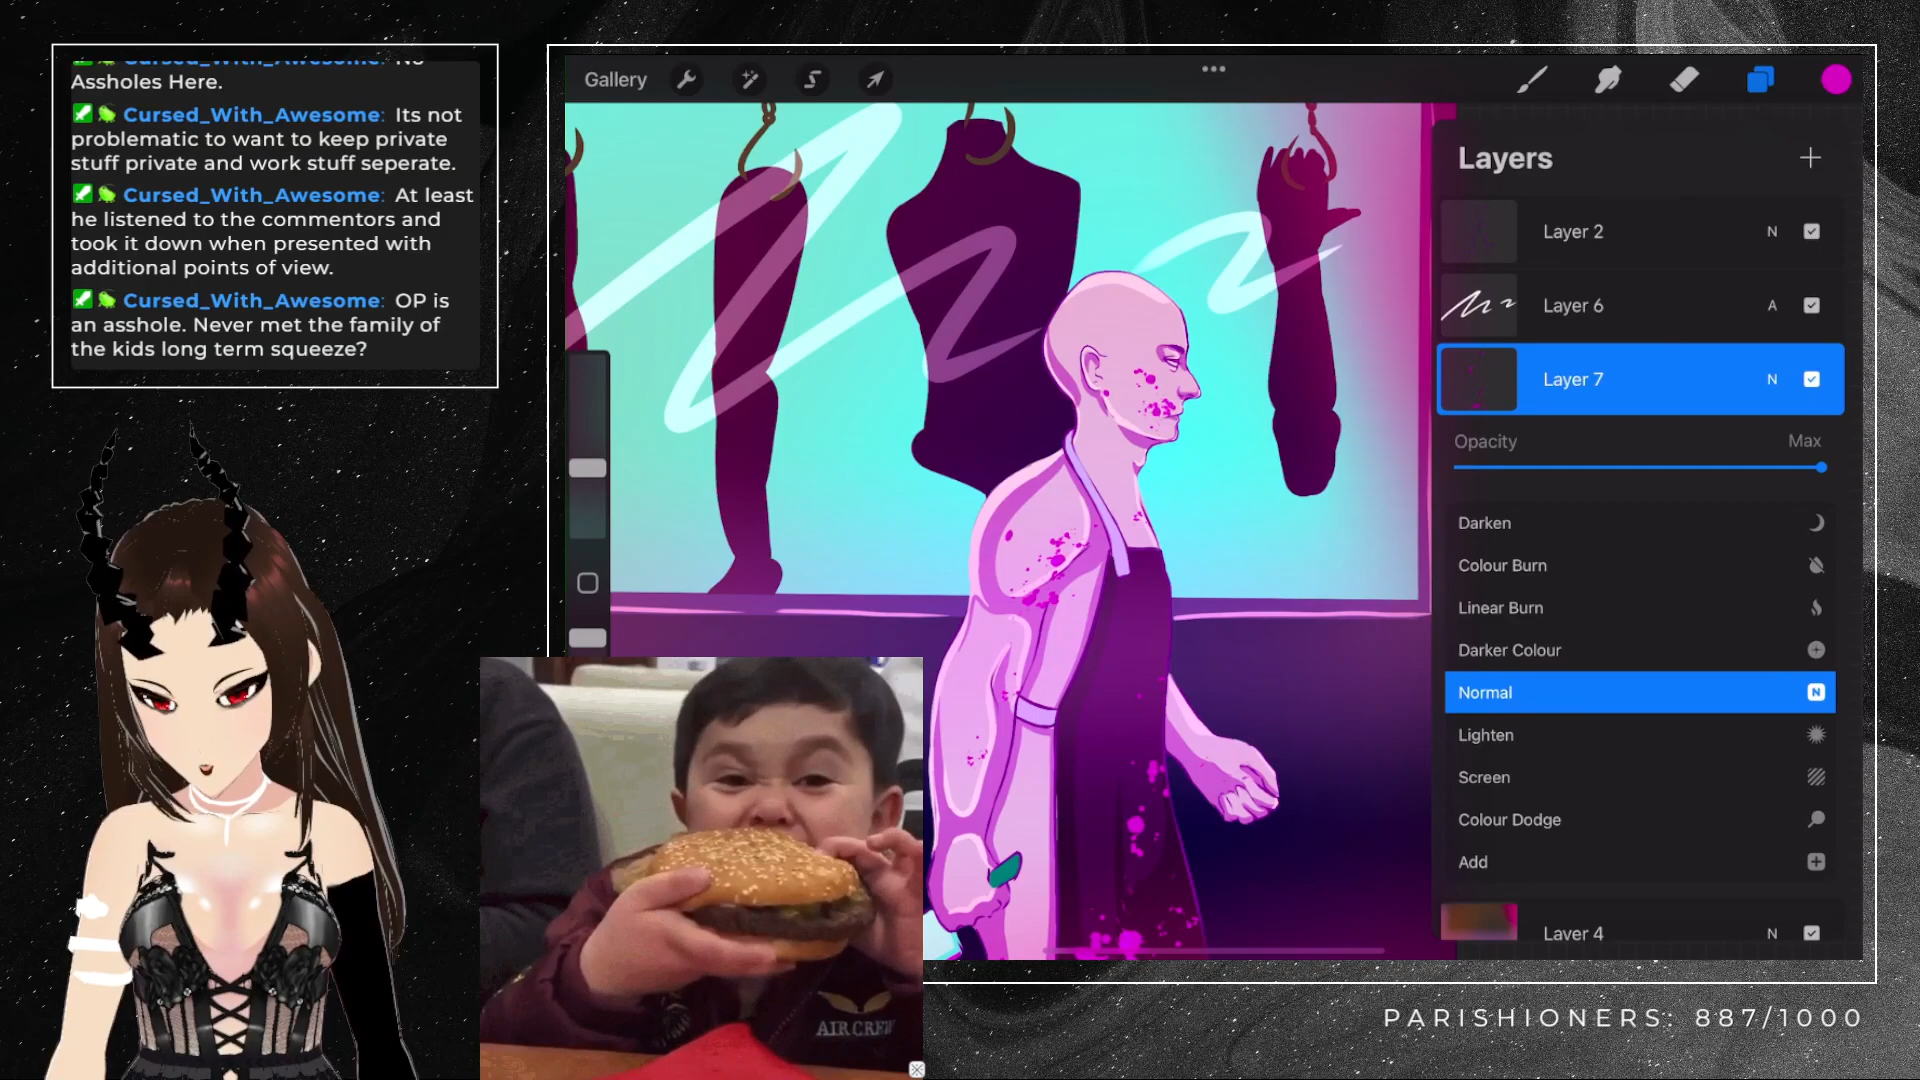 Cursed_With_Awesome: No
Assholes Here.
Cursed_With_Awesome: Its not
problematic to want to keep private
stuff private and work stuff seperate.
Cursed_With_Awesome: At least
he listened to the commentors and
took it down when presented with
additional points of view.
Cursed_With_Awesome: OP is
an asshole. Never met the family of
the kids long term squeeze?
Gallery
Layers
Layer 2 N
Layer 6 A
Layer 7 N
Opacity Max
Darken
Colour Burn
Linear Burn
Darker Colour
Normal N
Lighten
Screen
Colour Dodge
Add
Layer 4 N
AIRCREW
PARISHIONERS: 887/1000